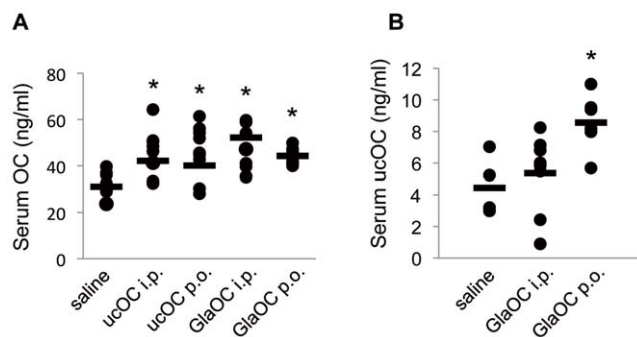 A
Serum OC (ng/ml)
80
60
40
20
0
* * * *
saline
ucOC i.p.
ucOC p.o.
GlaOC i.p.
GlaOC p.o.
B
Serum ucOC (ng/ml)
12
10
8
6
4
2
0
*
saline
GlaOC i.p.
GlaOC p.o.